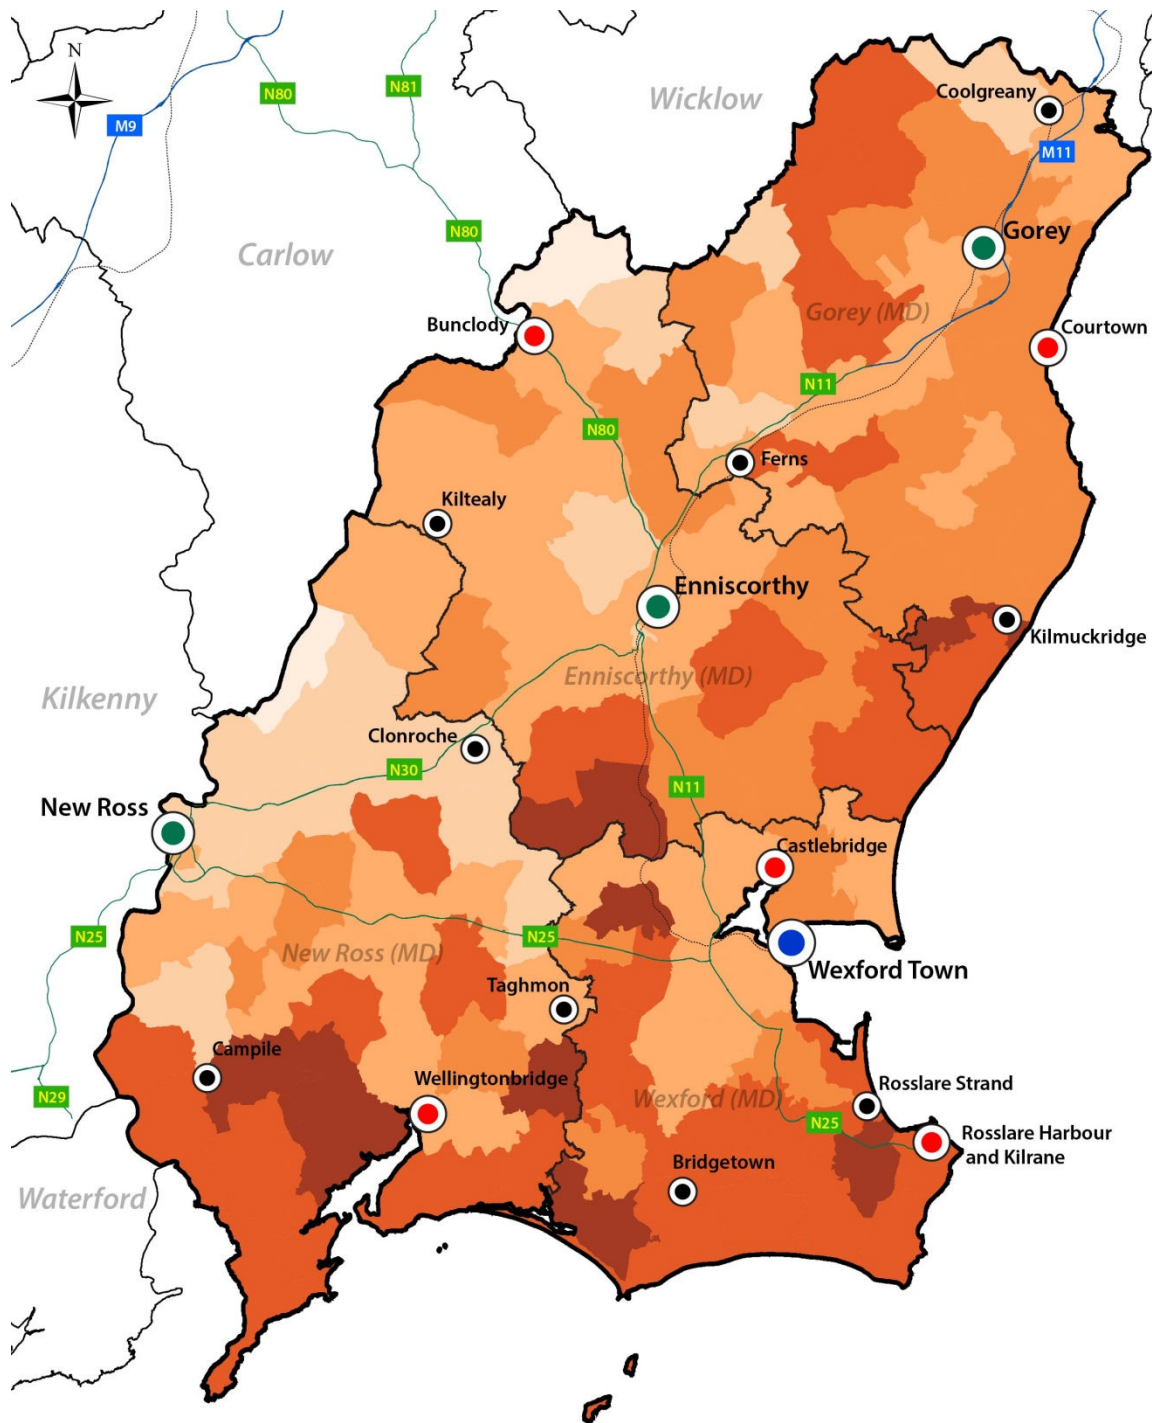 N
N80
N81
Wicklow
Coolgreany
M9
M11
Gorey
N80
Carlow
Gorey (MD)
Bunclody
Courtown
N11
N80
Ferns
Kiltealy
Enniscorthy
Kilmuckridge
Enniscorthy (MD)
Kilkenny
Clonroche
N30
N11
New Ross
Castlebridge
N25
N25
New Ross (MD)
Wexford Town
Taghmon
Campile
Wellingtonbridge
Rosslare Strand
N29
Wexford (MD)
N25
Rosslare Harbour
and Kilrane
Bridgetown
Waterford